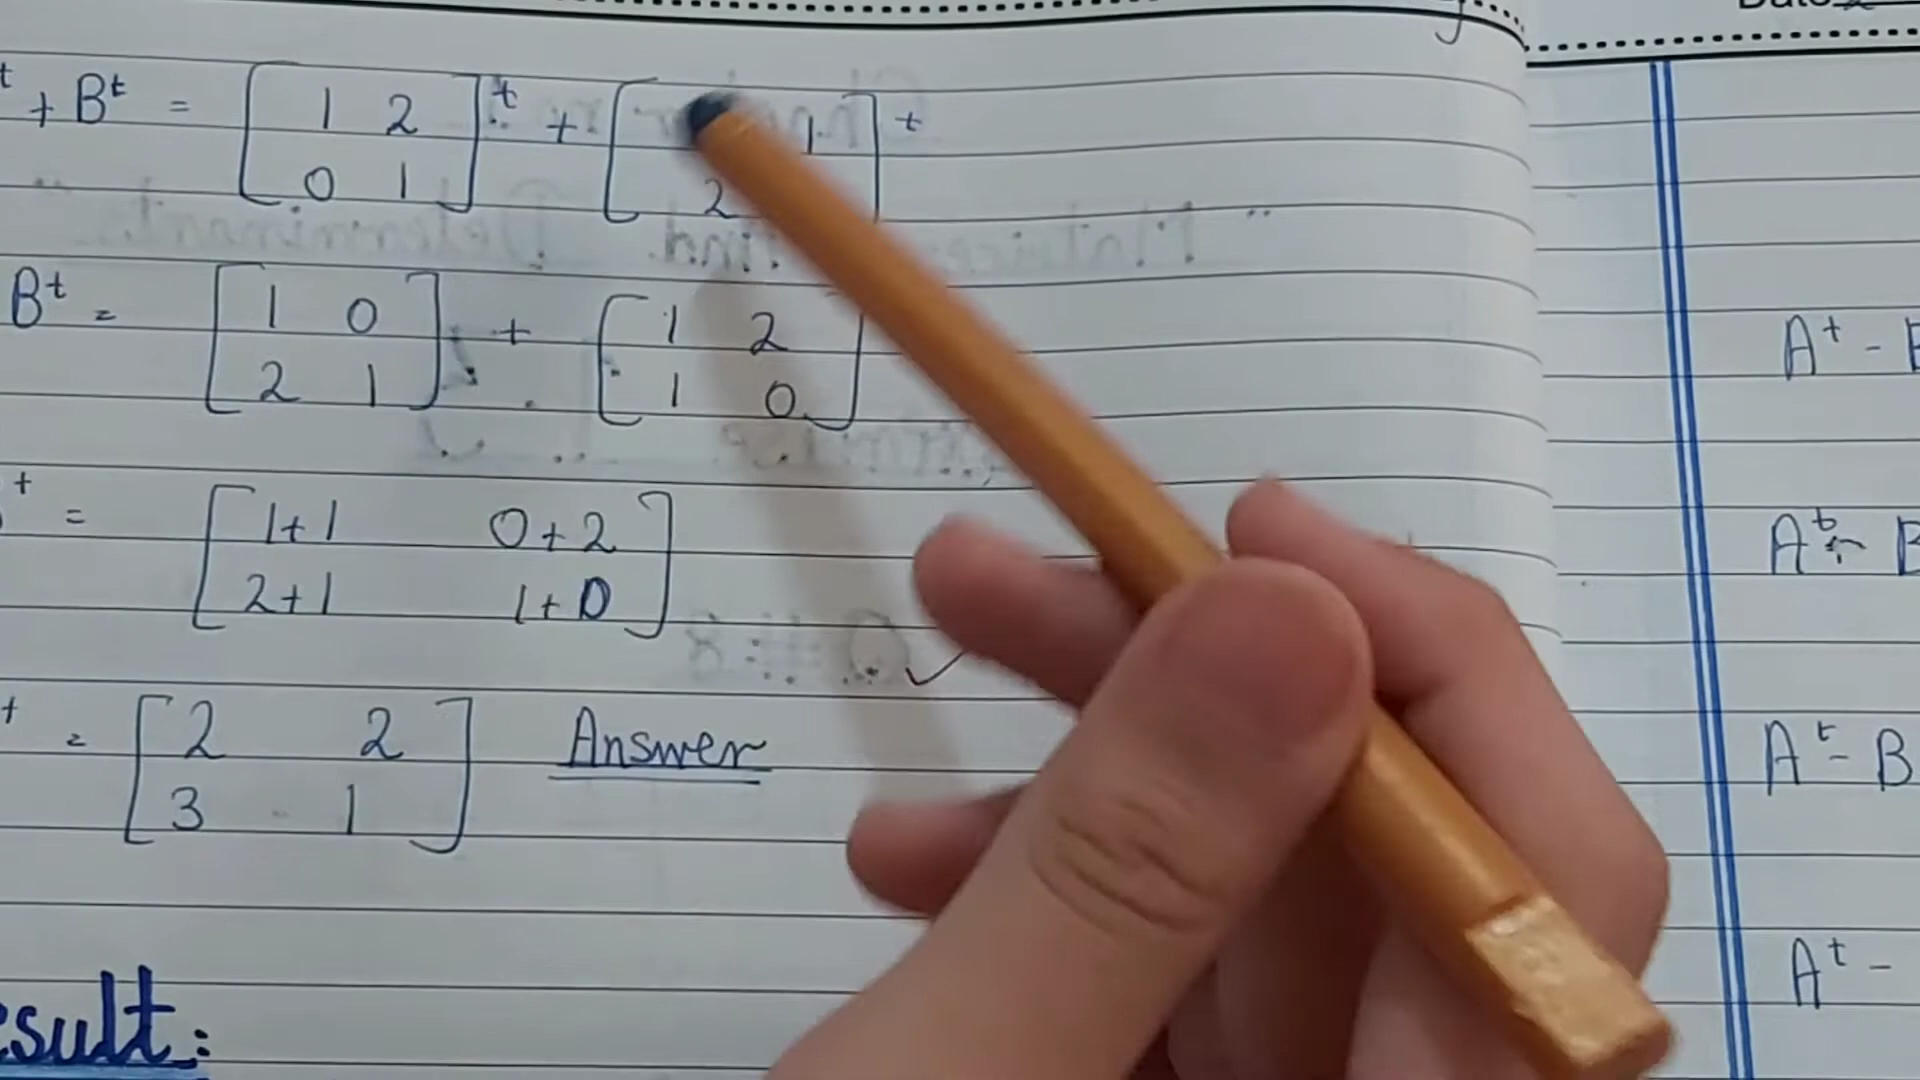 t + Bᵗ = [ 1 2 ]ᵗ + [ 1 ]ᵗ
0 1 2
Bᵗ = [ 1 0 ] + [ 1 2 ]
2 1 1 0
t = [ 1+1 0+2 ]
2+1 1+0
t = [ 2 2 ] Answer
3 1
esult:
Aᵗ -
Aᵗ -
Aᵗ - B
Aᵗ -